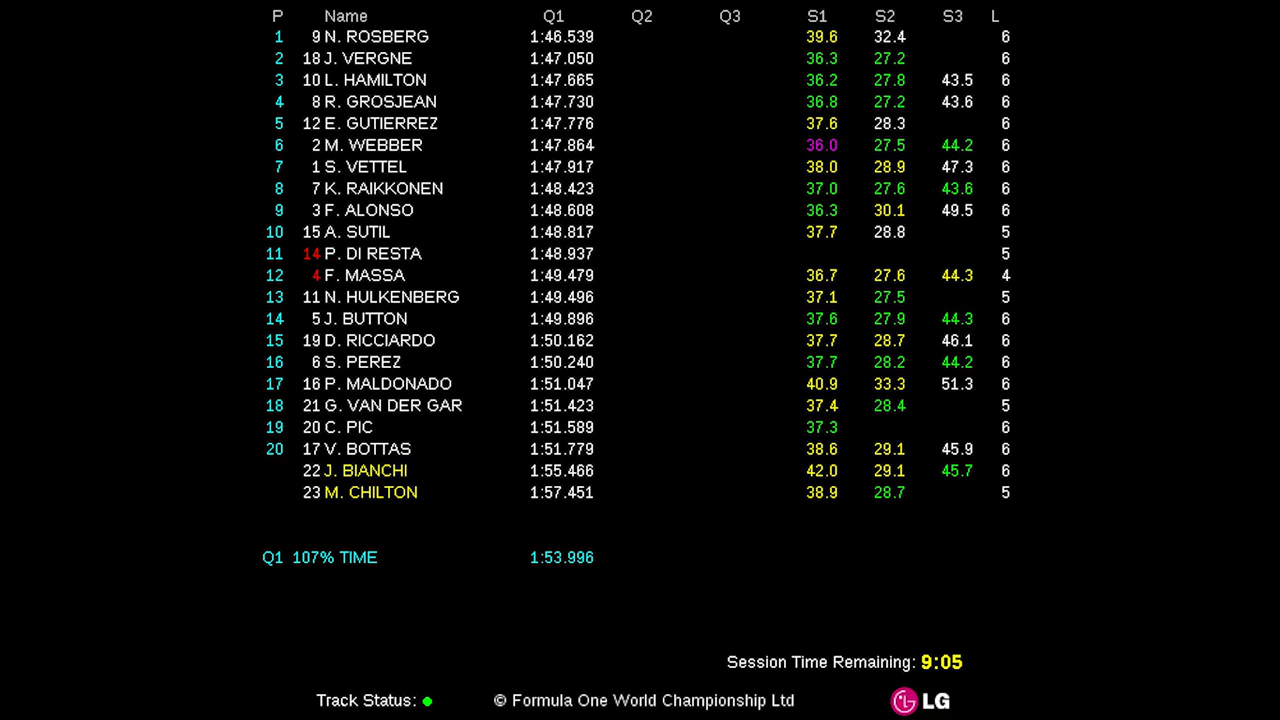 P Name Q1 Q2 Q3 S1 S2 S3 L
1 9 N. ROSBERG 1:46.539 39.6 32.4 6
2 18 J. VERGNE 1:47.050 36.3 27.2 6
3 10 L. HAMILTON 1:47.665 36.2 27.8 43.5 6
4 8 R. GROSJEAN 1:47.730 36.8 27.2 43.6 6
5 12 E. GUTIERREZ 1:47.776 37.6 28.3 6
6 2 M. WEBBER 1:47.864 36.0 27.5 44.2 6
7 1 S. VETTEL 1:47.917 38.0 28.9 47.3 6
8 7 K. RAIKKONEN 1:48.423 37.0 27.6 43.6 6
9 3 F. ALONSO 1:48.608 36.3 30.1 49.5 6
10 15 A. SUTIL 1:48.817 37.7 28.8 5
11 14 P. DI RESTA 1:48.937 5
12 4 F. MASSA 1:49.479 36.7 27.6 44.3 4
13 11 N. HULKENBERG 1:49.496 37.1 27.5 5
14 5 J. BUTTON 1:49.896 37.6 27.9 44.3 6
15 19 D. RICCIARDO 1:50.162 37.7 28.7 46.1 6
16 6 S. PEREZ 1:50.240 37.7 28.2 44.2 6
17 16 P. MALDONADO 1:51.047 40.9 33.3 51.3 6
18 21 G. VAN DER GAR 1:51.423 37.4 28.4 5
19 20 C. PIC 1:51.589 37.3 6
20 17 V. BOTTAS 1:51.779 38.6 29.1 45.9 6
22 J. BIANCHI 1:55.466 42.0 29.1 45.7 6
23 M. CHILTON 1:57.451 38.9 28.7 5
Q1 107% TIME 1:53.996
Session Time Remaining: 9:05
Track Status: © Formula One World Championship Ltd LG